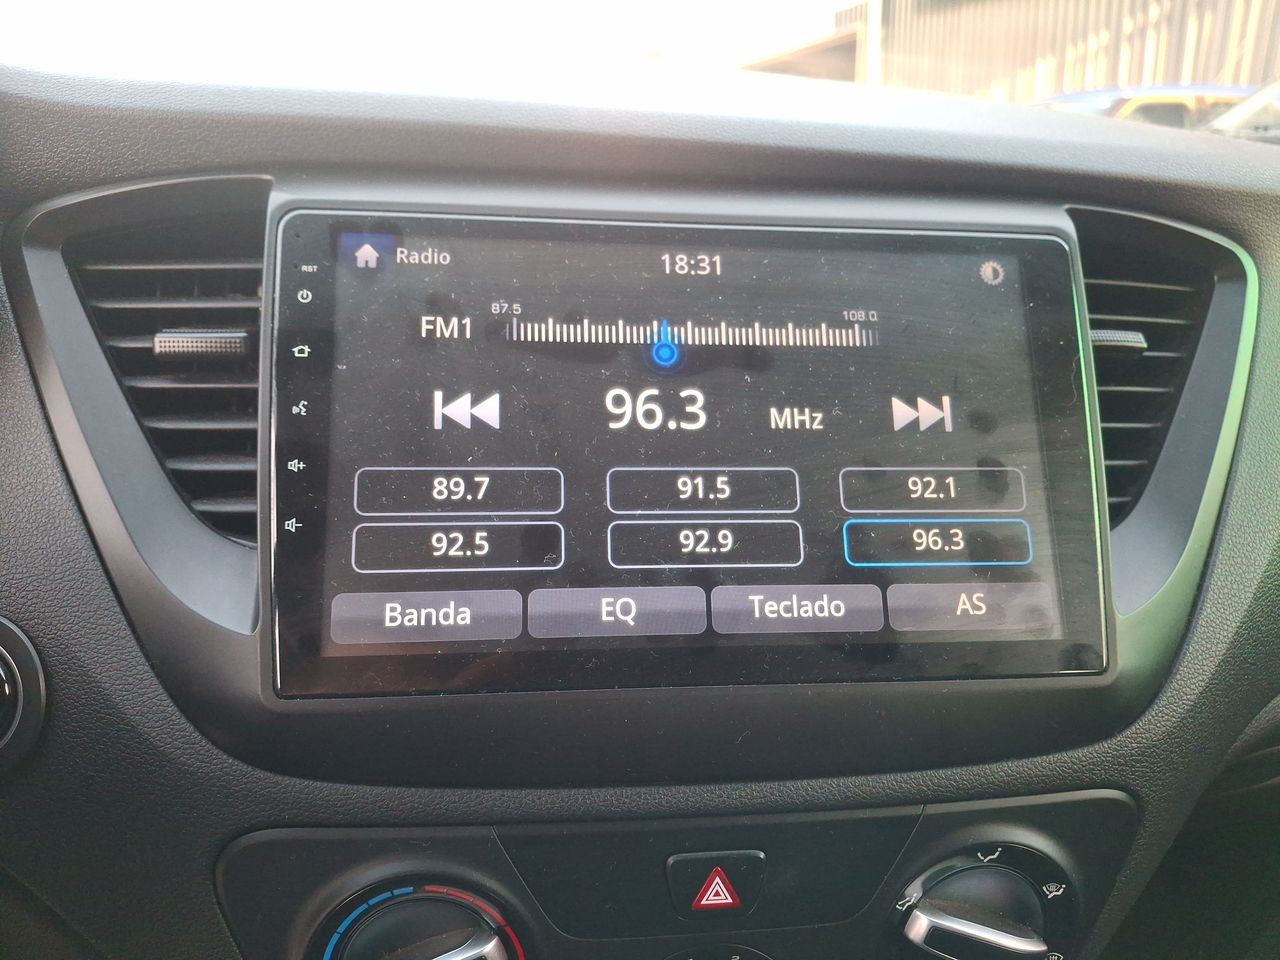 Radio 18:31
RST
87.5 108.0
FM1
96.3 MHz
89.7 91.5 92.1
92.5 92.9 96.3
Banda EQ Teclado AS